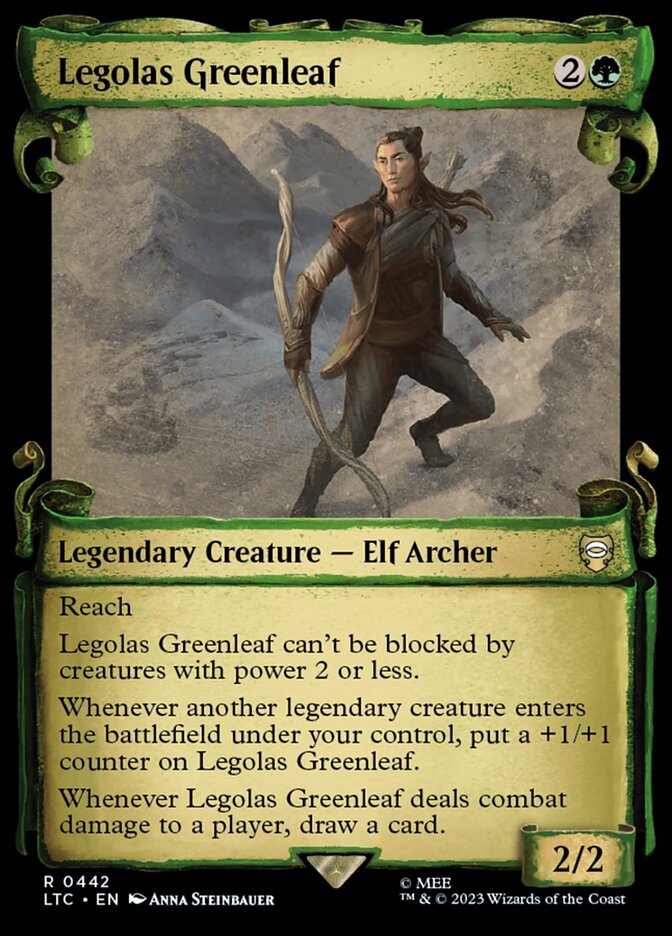 Legolas Greenleaf 2
Legendary Creature — Elf Archer
Reach
Legolas Greenleaf can't be blocked by
creatures with power 2 or less.
Whenever another legendary creature enters
the battlefield under your control, put a +1/+1
counter on Legolas Greenleaf.
Whenever Legolas Greenleaf deals combat
damage to a player, draw a card.
2/2
R 0442
LTC • EN Anna Steinbauer
© MEE
™ & © 2023 Wizards of the Coast